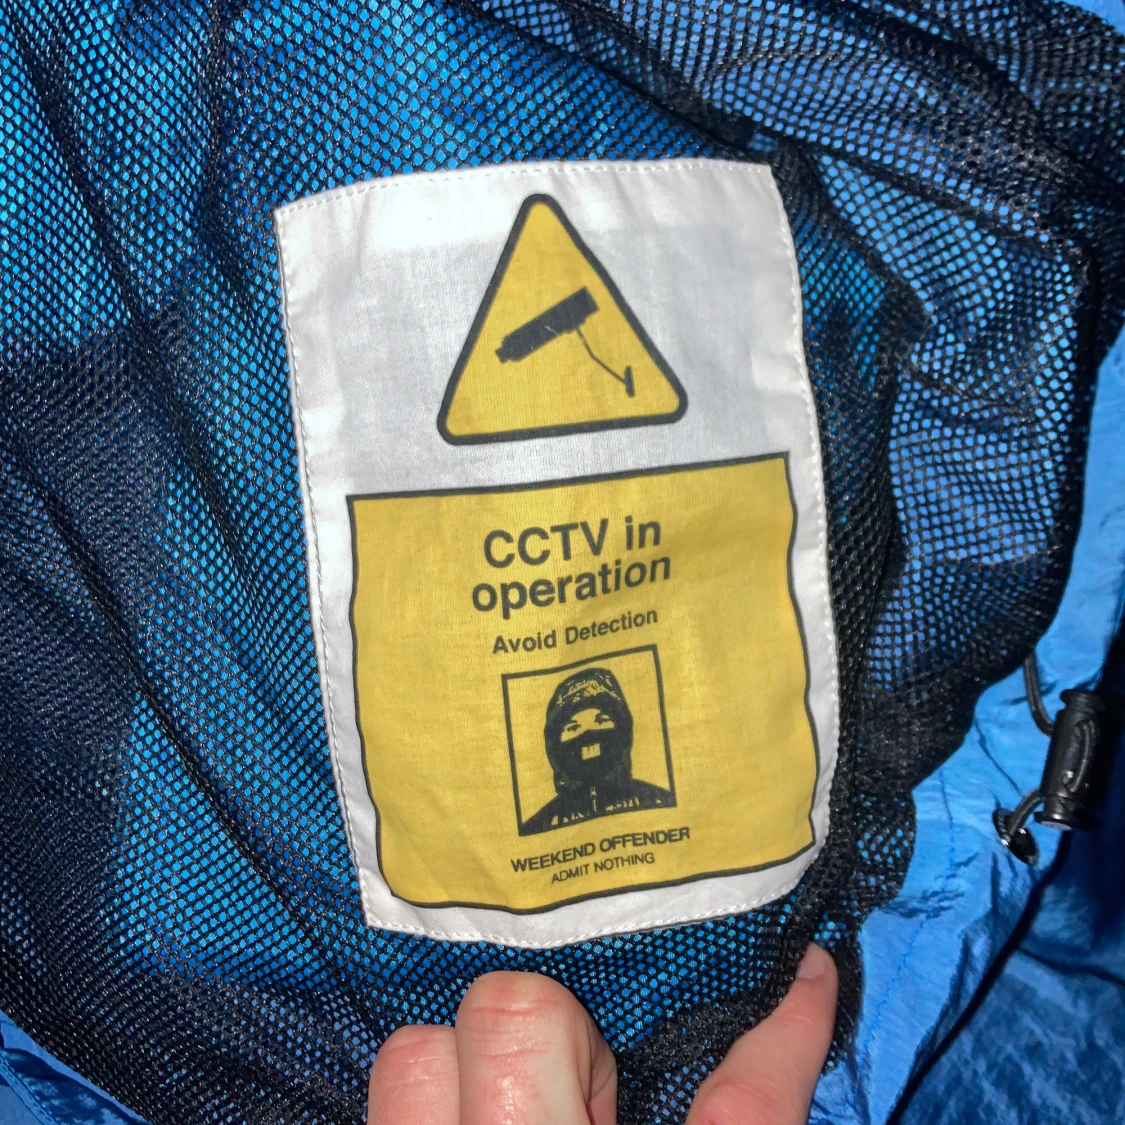 CCTV in
operation
Avoid Detection
WEEKEND OFFENDER
ADMIT NOTHING